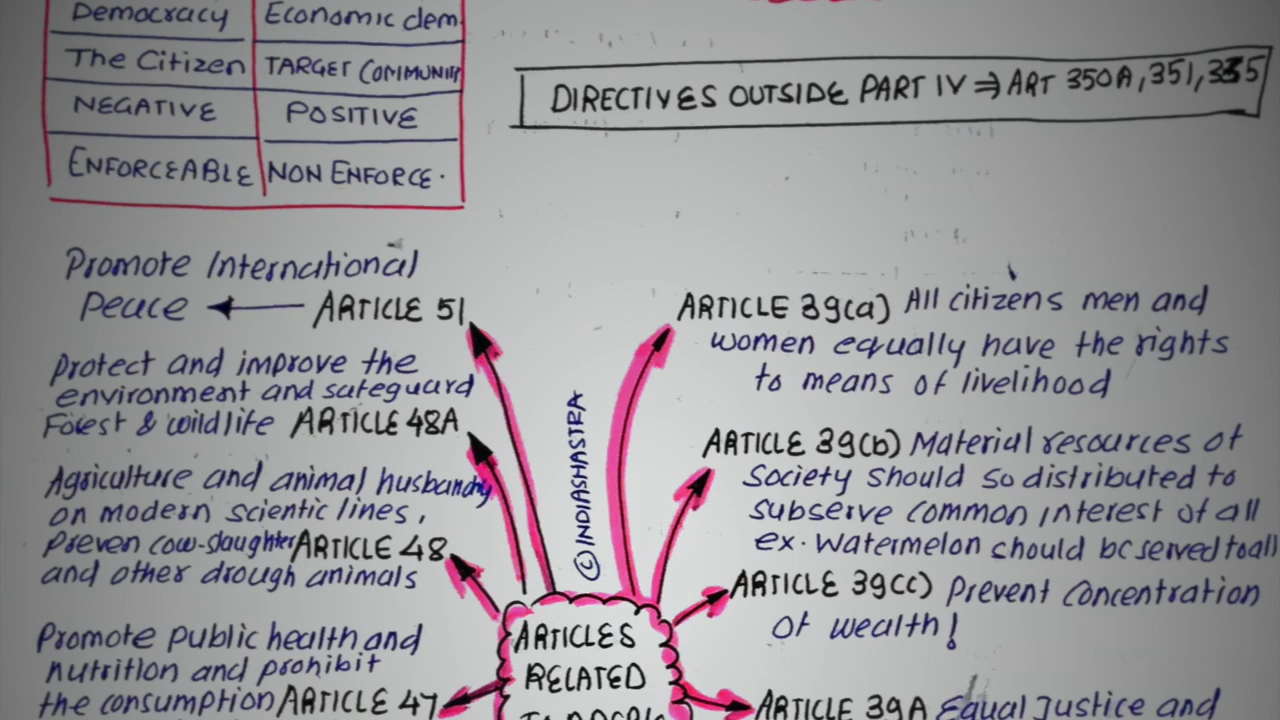 Democracy Economic dem
The Citizen TARGET COMMUNITY
NEGATIVE POSITIVE
ENFORCEABLE NON ENFORCE.
DIRECTIVES OUTSIDE PART IV ⇒ ART 350A, 351, 335
Promote International
Peace ← ARTICLE 51
Protect and improve the
environment and safeguard
Forest & wildlife ARTICLE 48A
Agriculture and animal husbandry
on modern scientic lines,
preven cow-slaughter ARTICLE 48
and other drough animals
Promote public health and
nutrition and prohibit
the consumption ARTICLE 47
© INDIASHASTRA
ARTICLE 39(a) All citizens men and
women equally have the rights
to means of livelihood
ARTICLE 39(b) Material resources of
Society should so distributed to
subserve common interest of all
ex. Watermelon should be served to all
ARTICLE 39(c) Prevent Concentration
of wealth!
ARTICLE 39A Equal Justice and
ARTICLES
RELATED